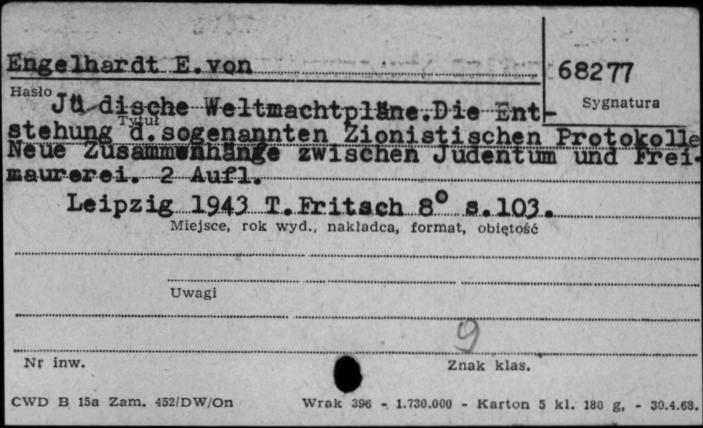 Engelhardt E.von
68277
Hasło
Sygnatura
Jü dische Weltmachtpläne.Die Ent-
Tytuł
stehung d.sogenannten Zionistischen Protokolle
Neue Zusammenhänge zwischen Judentum und Frei-
maurerei. 2 Aufl.
Leipzig 1943 T.Fritsch 8° s.103.
Miejsce, rok wyd., nakładca, format, objętość
Uwagi
9
Nr inw.
Znak klas.
CWD B 15a Zam. 452/DW/On Wrak 396 - 1.730.000 - Karton 5 kl. 180 g, - 30.4.68.